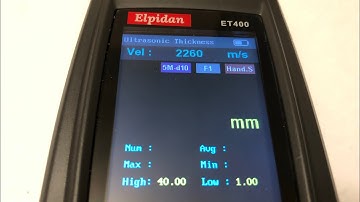 Elpidan ET400
Ultrasonic Thickness
Vel : 2260 m/s
5M-d10 F1 Hand.S
mm
Num : Avg :
Max : Min :
High: 40.00 Low : 1.00